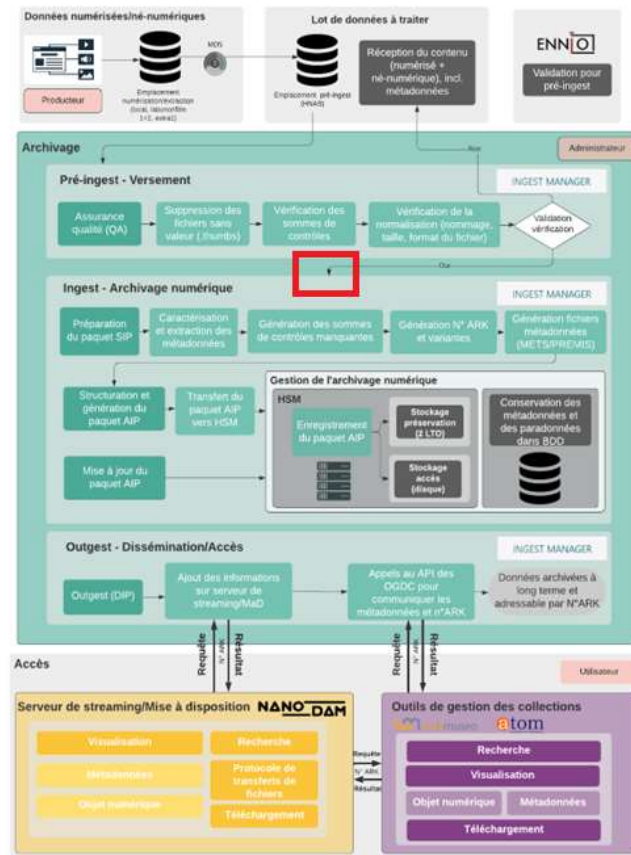 Données numérisées/né-numériques
Lot de données à traiter
MDS
Producteur
Emplacement
numérisation/extraction
Emplacement pré-ingest
(HNAS)
Réception du contenu
(numérisé +
né-numérique), incl.
métadonnées
ENNIO
Validation pour
pré-ingest
Archivage
Non
Administrateur
Pré-ingest - Versement
INGEST MANAGER
Assurance
qualité (QA)
Suppression des
fichiers sans
valeur (.thumbs)
Vérification des
sommes de
contrôles
Vérification de la
normalisation (nommage,
taille, format du fichier)
Validation
vérification
Oui
Ingest - Archivage numérique
INGEST MANAGER
Préparation
du paquet SIP
Caractérisation
et extraction des
métadonnées
Génération des sommes
de contrôles manquantes
Génération N° ARK
et variantes
Génération fichiers
métadonnées
(METS/PREMIS)
Structuration et
génération du
paquet AIP
Transfert du
paquet AIP
vers HSM
Mise à jour du
paquet AIP
Gestion de l'archivage numérique
HSM
Enregistrement
du paquet AIP
Stockage
préservation
(2 LTO)
Stockage
accès
(disque)
Conservation des
métadonnées et
des paradonnées
dans BDD
Outgest - Dissémination/Accès
INGEST MANAGER
Outgest (DIP)
Ajout des informations
sur serveur de
streaming/MaD
Appels au API des
OGDC pour
communiquer les
métadonnées et n°ARK
Données archivées à
long terme et
adressable par N°ARK
Requête
N° ARK
Résultat
Requête
N° ARK
Résultat
Accès
Utilisateur
Serveur de streaming/Mise à disposition NANO DAM
Visualisation
Métadonnées
Objet numérique
Recherche
Protocole de
transferts de
fichiers
Téléchargement
Requête
N° ARK
Résultat
Outils de gestion des collections
museo
atom
Recherche
Visualisation
Objet numérique
Métadonnées
Téléchargement